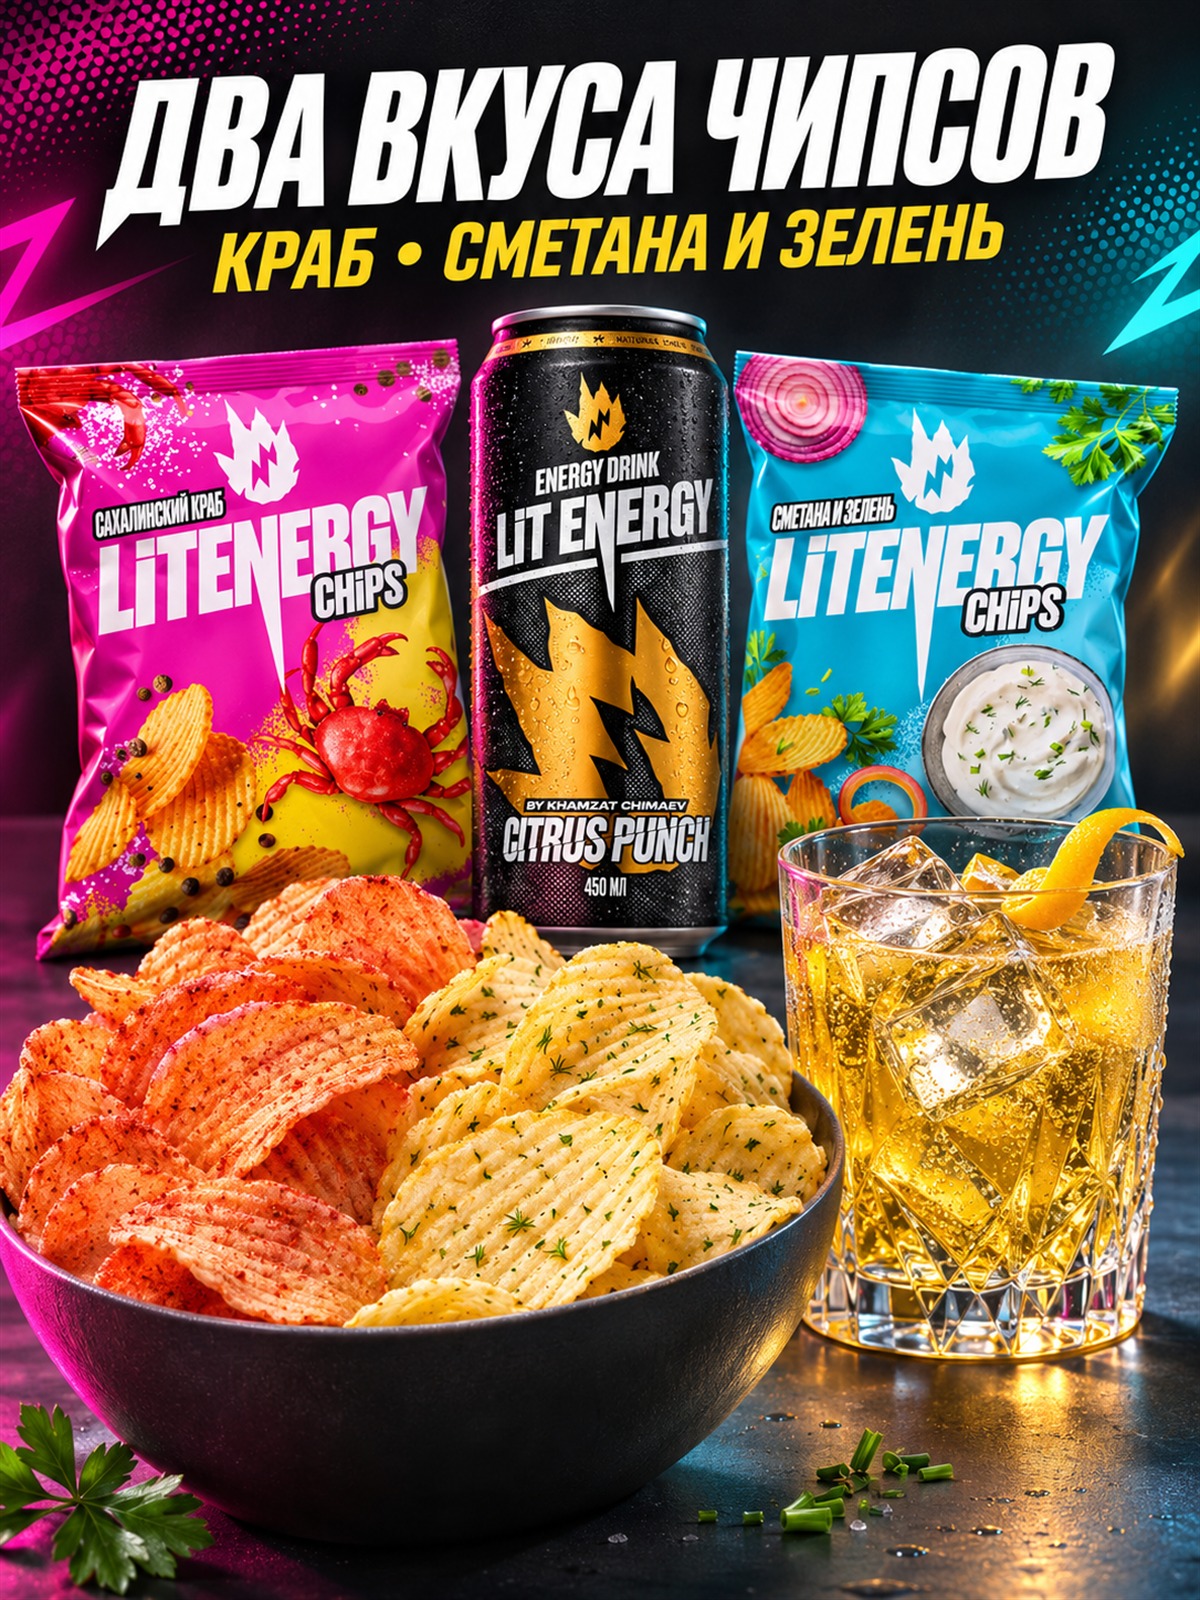 ДВА ВКУСА ЧИПСОВ
КРАБ • СМЕТАНА И ЗЕЛЕНЬ
САХАЛИНСКИЙ КРАБ
LiTENERGY
CHiPS
ENERGY DRINK
LiT ENERGY
BY KHAMZAT CHIMAEV
CITRUS PUNCH
450 МЛ
СМЕТАНА И ЗЕЛЕНЬ
LiTENERGY
CHiPS